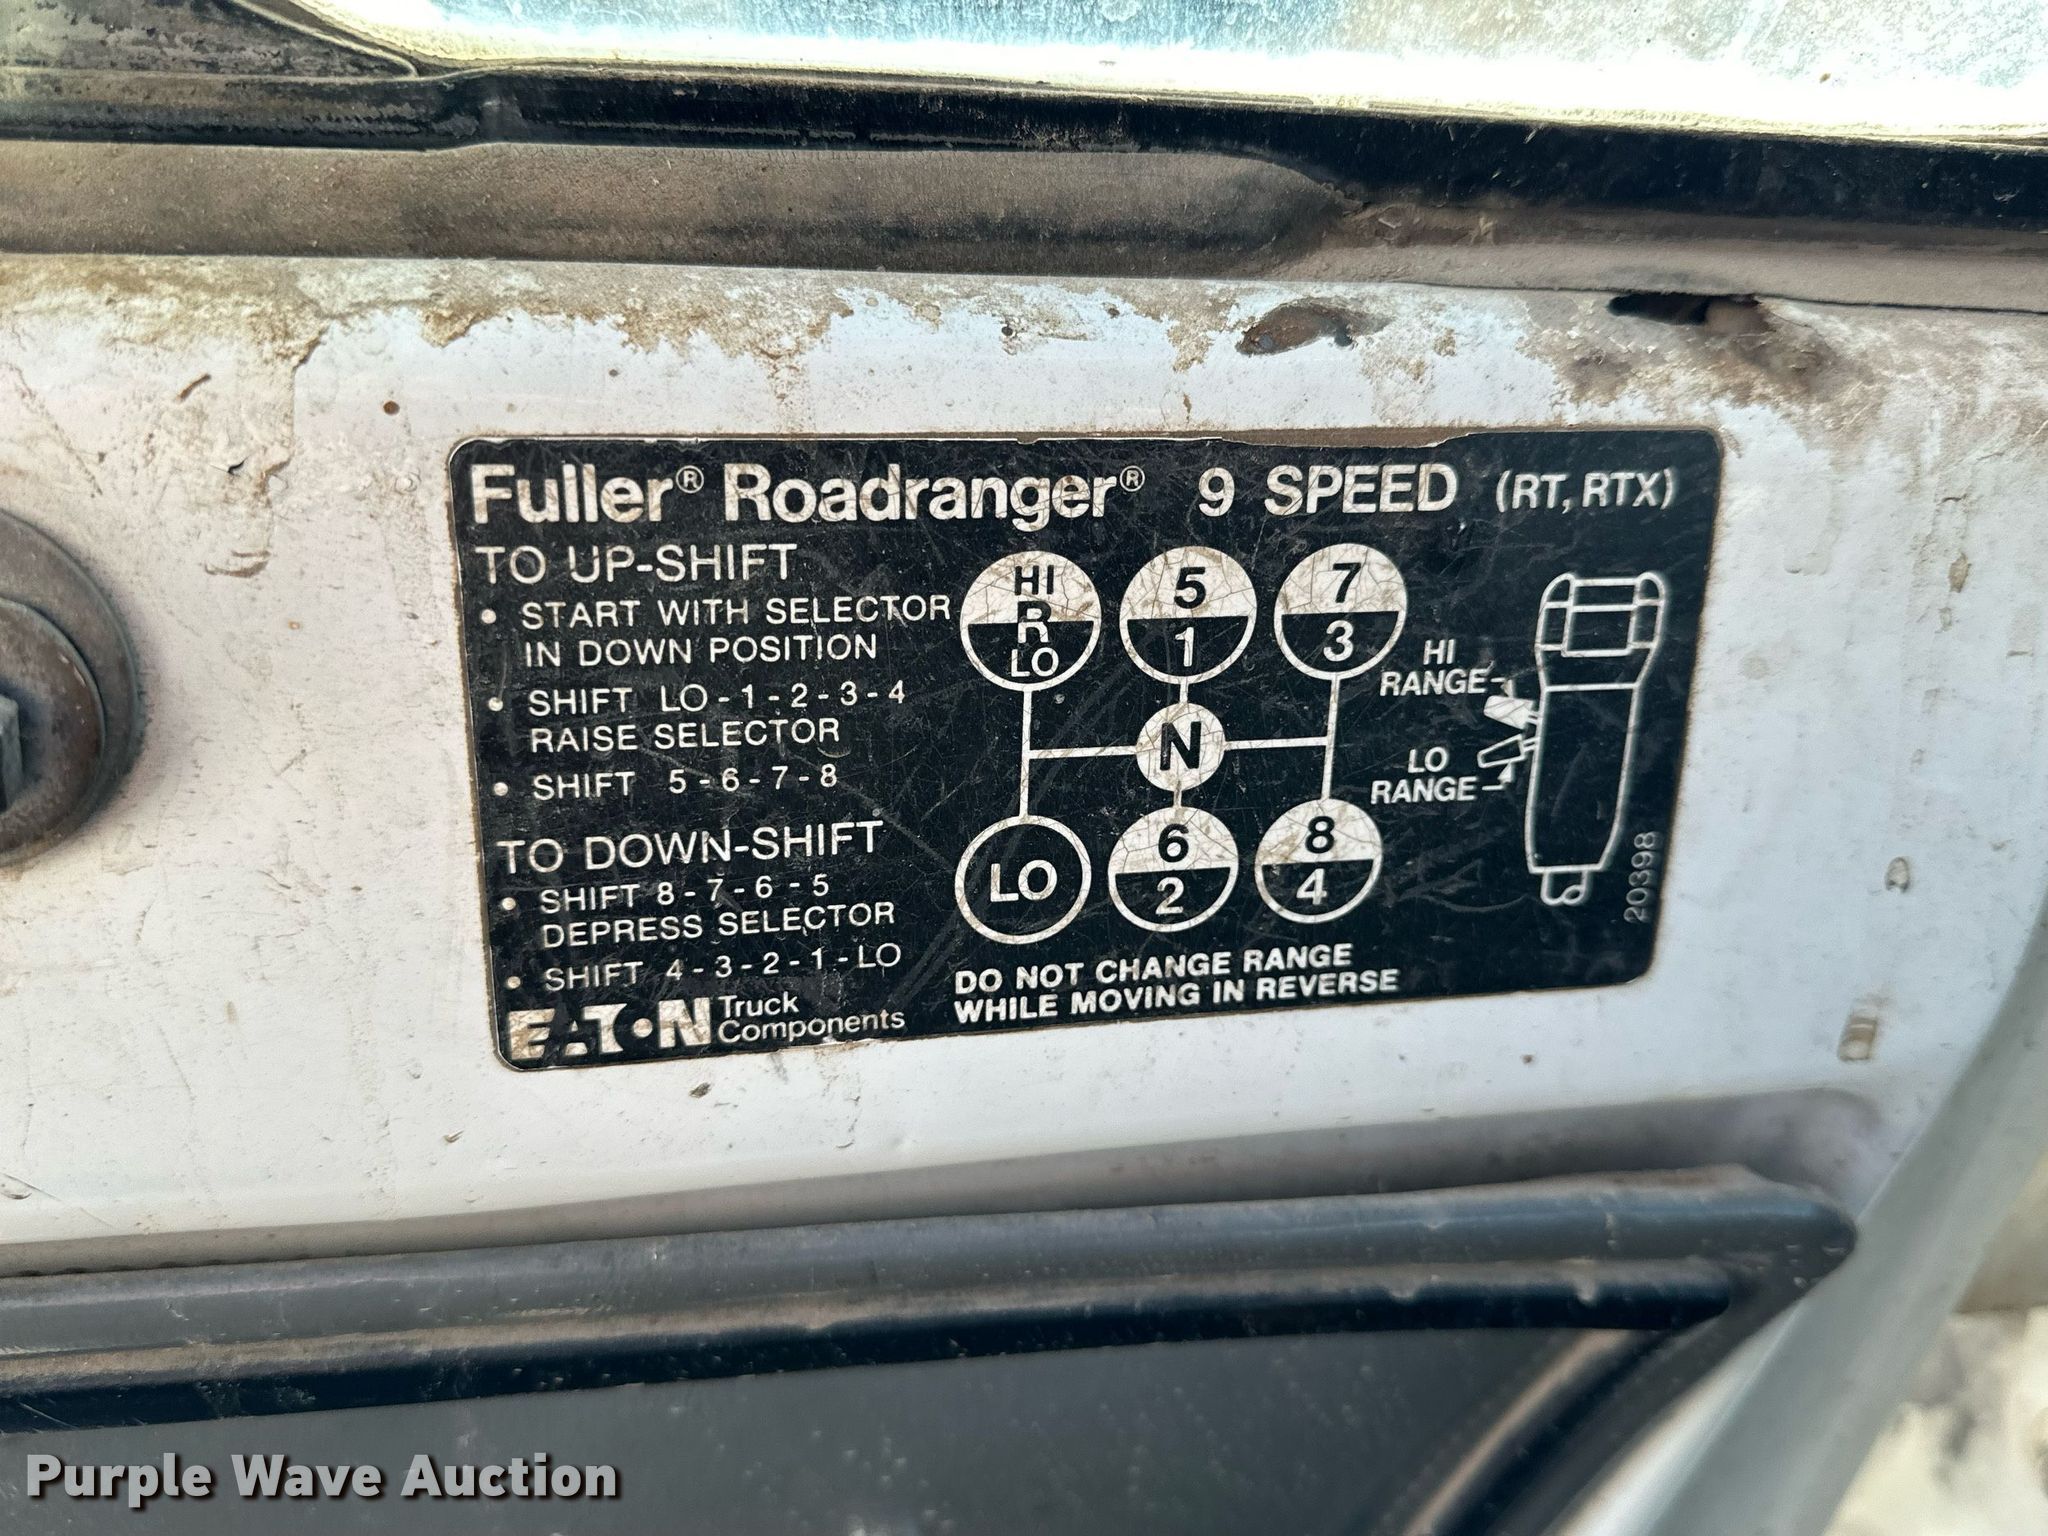 Fuller® Roadranger® 9 SPEED (RT, RTX)
TO UP-SHIFT
• START WITH SELECTOR
IN DOWN POSITION
• SHIFT LO-1-2-3-4
RAISE SELECTOR
• SHIFT 5-6-7-8
TO DOWN-SHIFT
• SHIFT 8-7-6-5
DEPRESS SELECTOR
• SHIFT 4-3-2-1-LO
EATON Truck
Components
HI
R
LO
5
1
7
3
N
LO
6
2
8
4
DO NOT CHANGE RANGE
WHILE MOVING IN REVERSE
HI
RANGE
LO
RANGE
20398
Purple Wave Auction